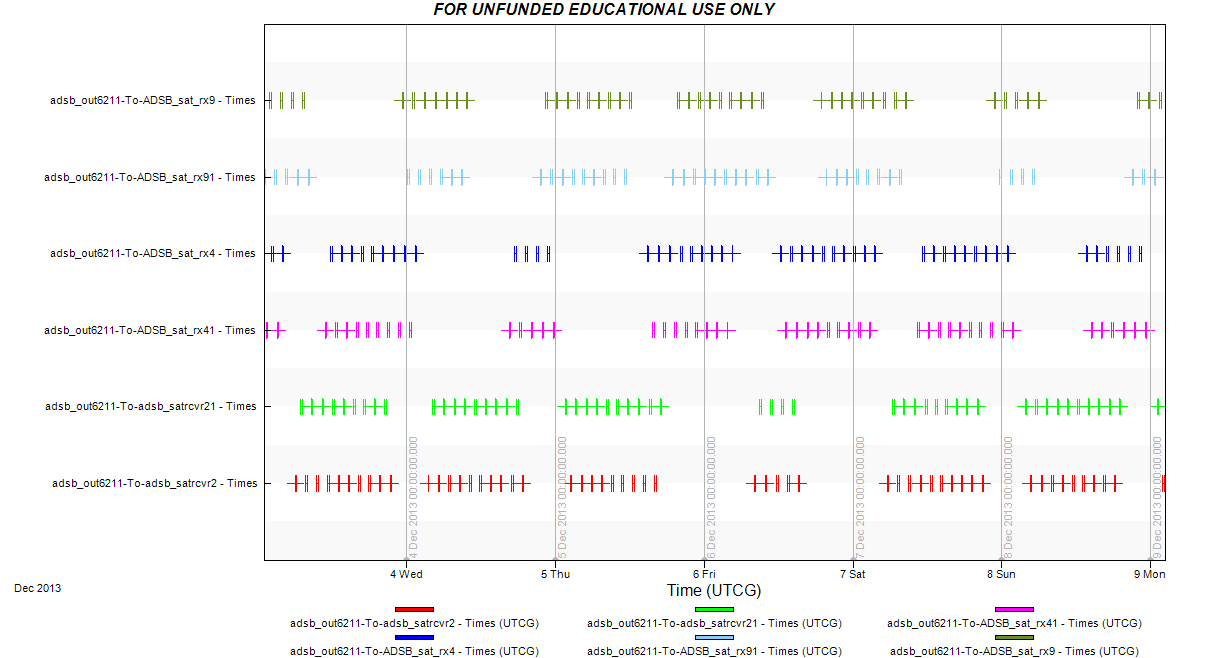 FOR UNFUNDED EDUCATIONAL USE ONLY
adsb_out6211-To-ADSB_sat_rx9 - Times
adsb_out6211-To-ADSB_sat_rx91 - Times
adsb_out6211-To-ADSB_sat_rx4 - Times
adsb_out6211-To-ADSB_sat_rx41 - Times
adsb_out6211-To-adsb_satrcvr21 - Times
adsb_out6211-To-adsb_satrcvr2 - Times
4 Dec 2013 00:00:00.000
5 Dec 2013 00:00:00.000
6 Dec 2013 00:00:00.000
7 Dec 2013 00:00:00.000
8 Dec 2013 00:00:00.000
9 Dec 2013 00:00:00.000
4 Wed 5 Thu 6 Fri 7 Sat 8 Sun 9 Mon
Dec 2013
Time (UTCG)
adsb_out6211-To-adsb_satrcvr2 - Times (UTCG) adsb_out6211-To-adsb_satrcvr21 - Times (UTCG) adsb_out6211-To-ADSB_sat_rx41 - Times (UTCG)
adsb_out6211-To-ADSB_sat_rx4 - Times (UTCG) adsb_out6211-To-ADSB_sat_rx91 - Times (UTCG) adsb_out6211-To-ADSB_sat_rx9 - Times (UTCG)